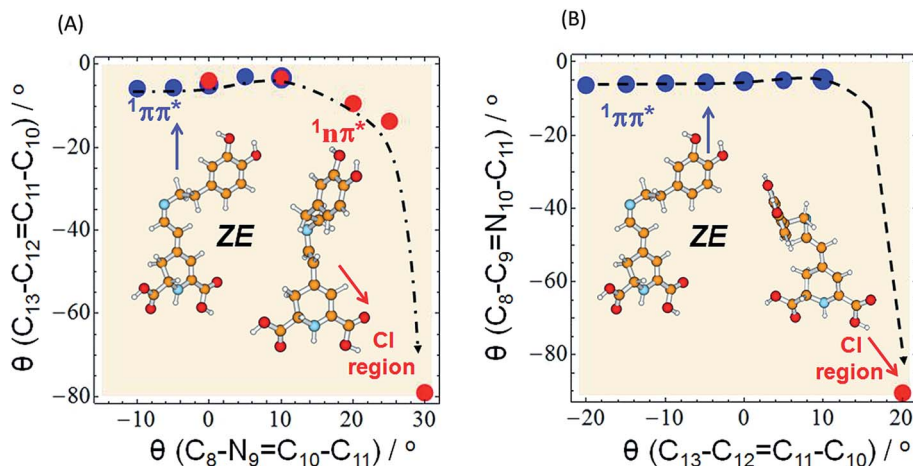 (A)
0
−20
−40
−60
−80
θ (C₁₃-C₁₂=C₁₁-C₁₀) / °
¹ππ*
¹nπ*
ZE
CI
region
−10
0
10
20
30
θ (C₈-N₉=C₁₀-C₁₁) / °
(B)
0
−20
−40
−60
−80
θ (C₈-C₉=N₁₀-C₁₁) / °
¹ππ*
ZE
CI
region
−20
−10
0
10
20
θ (C₁₃-C₁₂=C₁₁-C₁₀) / °